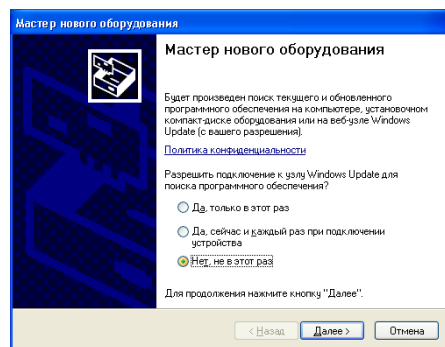 Мастер нового оборудования
Мастер нового оборудования
Будет произведен поиск текущего и обновленного
программного обеспечения на компьютере, установочном
компакт-диске оборудования или на веб-узле Windows
Update (с вашего разрешения).
Политика конфиденциальности
Разрешить подключение к узлу Windows Update для
поиска программного обеспечения?
Да, только в этот раз
Да, сейчас и каждый раз при подключении
устройства
Нет, не в этот раз
Для продолжения нажмите кнопку "Далее".
< Назад Далее > Отмена